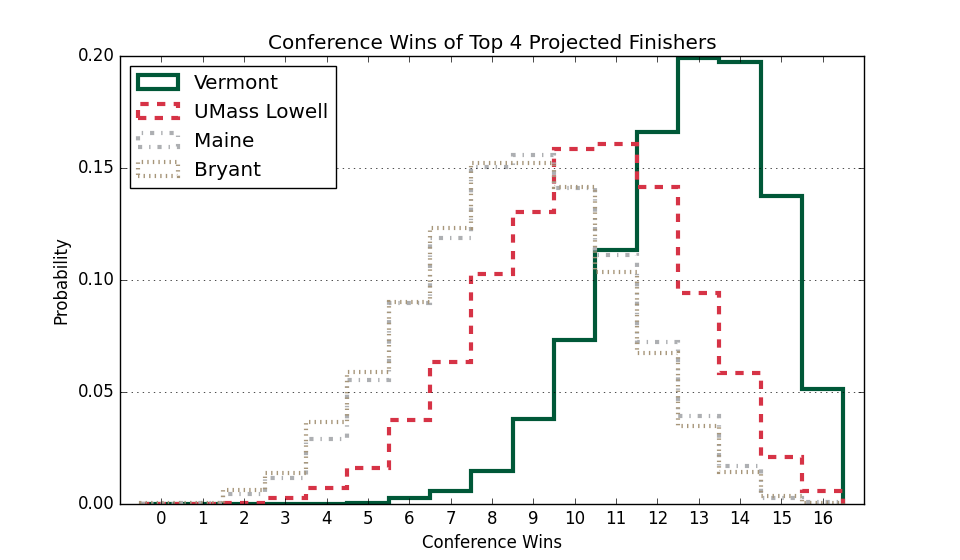 Conference Wins of Top 4 Projected Finishers
0.20
0.15
0.10
0.05
0.00
Probability
Vermont
UMass Lowell
Maine
Bryant
0 1 2 3 4 5 6 7 8 9 10 11 12 13 14 15 16
Conference Wins